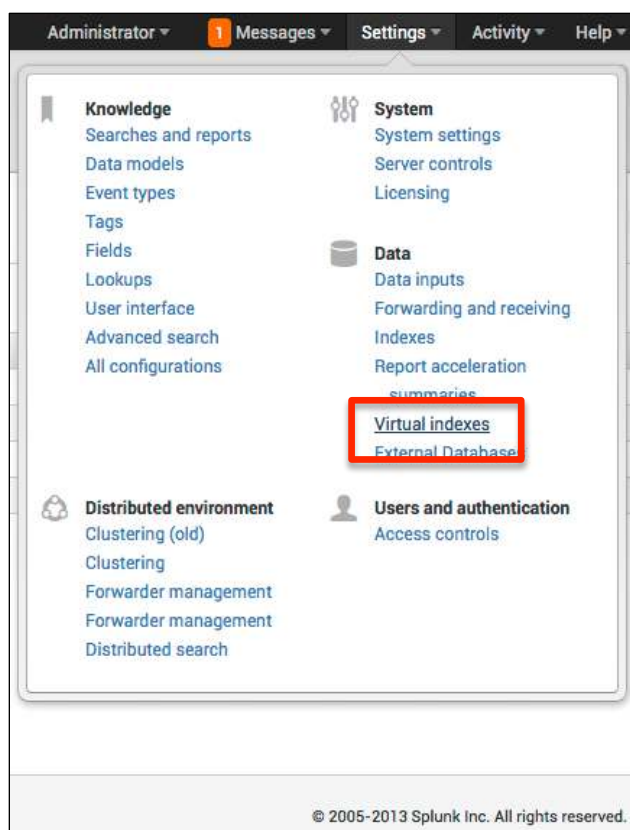 Administrator 1 Messages Settings Activity Help
Knowledge
Searches and reports
Data models
Event types
Tags
Fields
Lookups
User interface
Advanced search
All configurations
System
System settings
Server controls
Licensing
Data
Data inputs
Forwarding and receiving
Indexes
Report acceleration
summaries
Virtual indexes
External Databases
Distributed environment
Clustering (old)
Clustering
Forwarder management
Forwarder management
Distributed search
Users and authentication
Access controls
© 2005-2013 Splunk Inc. All rights reserved.